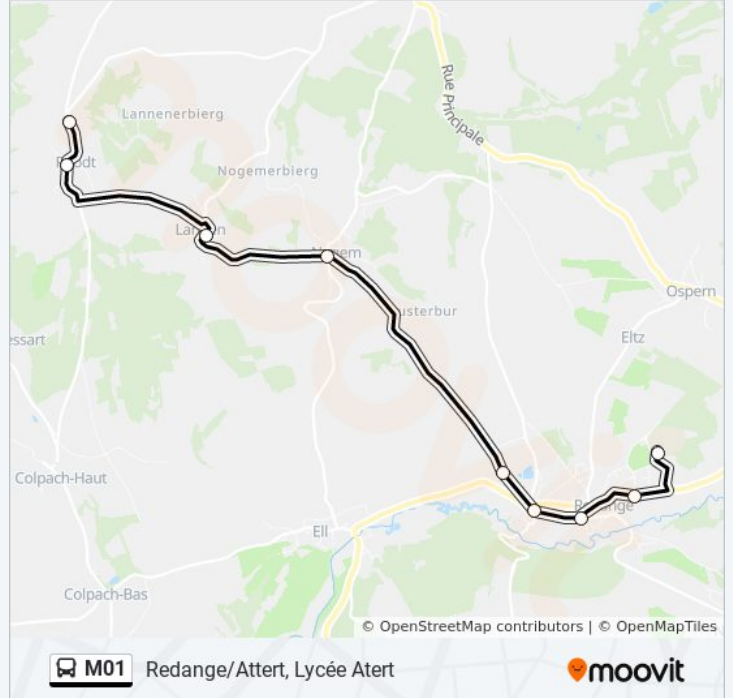 Lannenerbierg
Rue Principale
Nogemerbierg
Ospern
Eltz
Colpach-Haut
Ell
Colpach-Bas
© OpenStreetMap contributors | © OpenMapTiles
M01 Redange/Attert, Lycée Atert
moovit